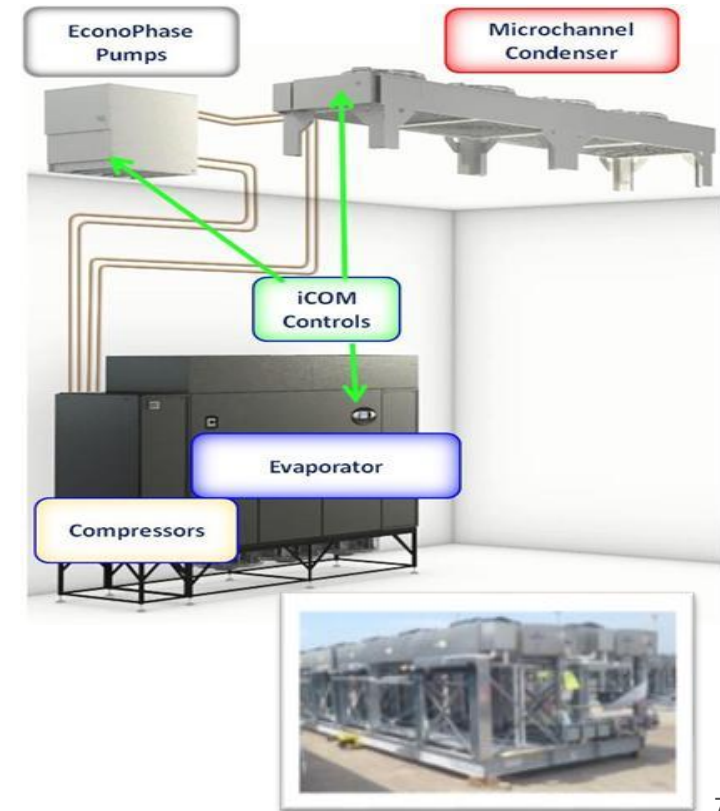 EconoPhase
Pumps
Microchannel
Condenser
iCOM
Controls
Evaporator
Compressors